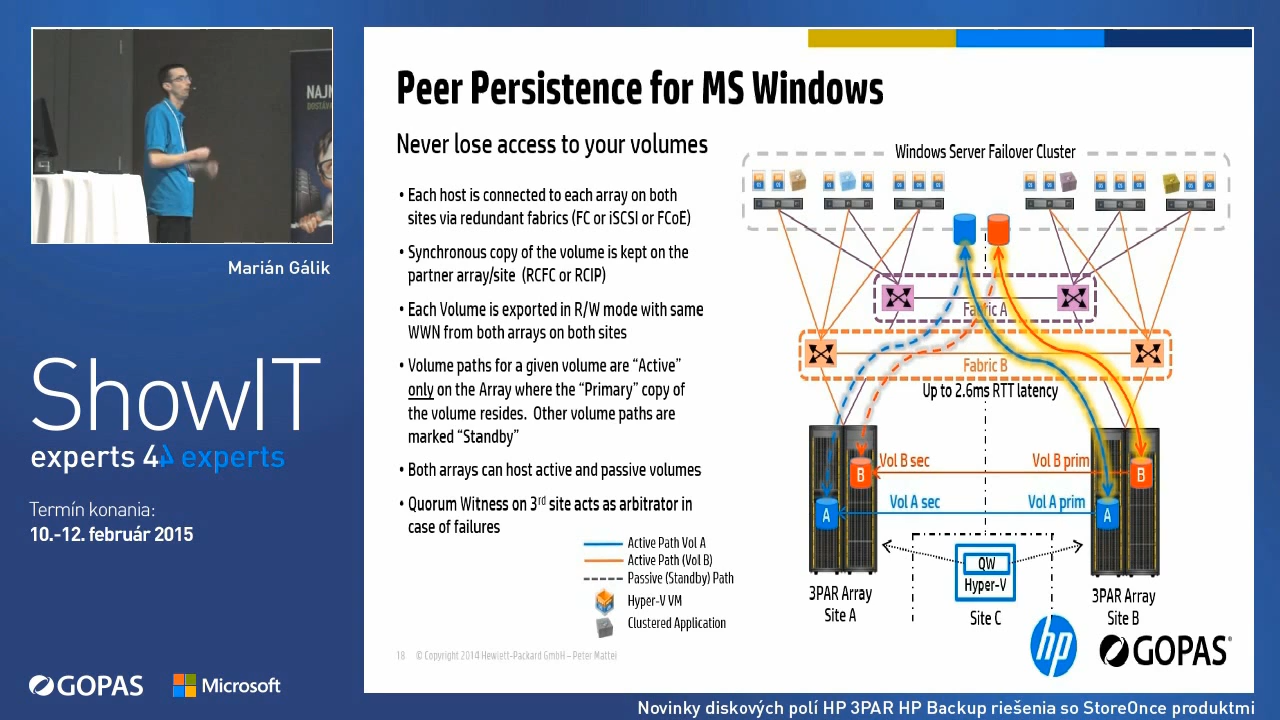 NAJN
DOSTÁV
Marián Gálik
ShowIT
experts 4 experts
Termín konania:
10.-12. február 2015
GOPAS
Microsoft
Peer Persistence for MS Windows
Never lose access to your volumes
• Each host is connected to each array on both
sites via redundant fabrics (FC or iSCSI or FCoE)
• Synchronous copy of the volume is kept on the
partner array/site (RCFC or RCIP)
• Each Volume is exported in R/W mode with same
WWN from both arrays on both sites
• Volume paths for a given volume are “Active”
only on the Array where the “Primary” copy of
the volume resides. Other volume paths are
marked “Standby”
• Both arrays can host active and passive volumes
• Quorum Witness on 3rd site acts as arbitrator in
case of failures
Active Path Vol A
Active Path (Vol B)
Passive (Standby) Path
Hyper-V VM
Clustered Application
Windows Server Failover Cluster
Fabric A
Fabric B
Up to 2.6ms RTT latency
Vol B sec
Vol B prim
B
B
Vol A sec
Vol A prim
A
A
QW
Hyper-V
3PAR Array
Site A
Site C
3PAR Array
Site B
18 © Copyright 2014 Hewlett-Packard GmbH – Peter Mattei
hp
GOPAS®
Novinky diskových polí HP 3PAR HP Backup riešenia so StoreOnce produktmi